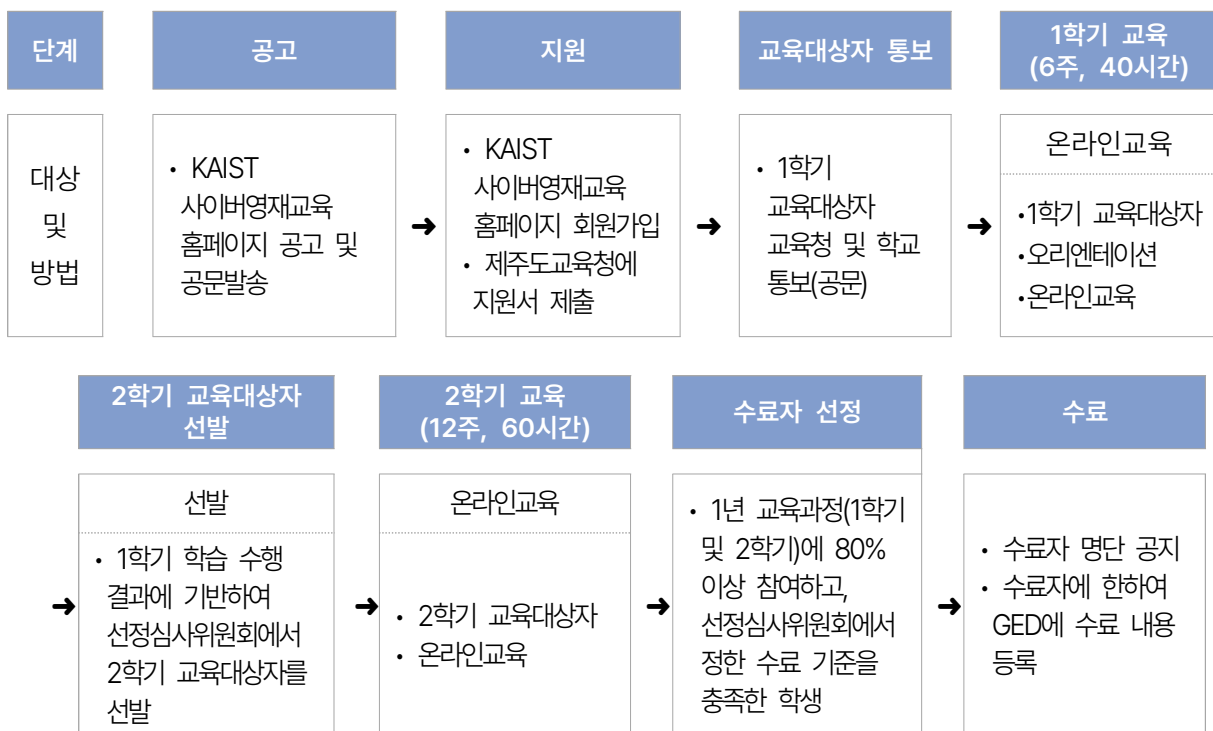 단계
공고
지원
교육대상자 통보
1학기 교육
(6주, 40시간)
대상
및
방법
• KAIST
사이버영재교육
홈페이지 공고 및
공문발송
➜
• KAIST
사이버영재교육
홈페이지 회원가입
• 제주도교육청에
지원서 제출
➜
• 1학기
교육대상자
교육청 및 학교
통보(공문)
➜
온라인교육
•1학기 교육대상자
•오리엔테이션
•온라인교육
2학기 교육대상자
선발
2학기 교육
(12주, 60시간)
수료자 선정
수료
➜
선발
• 1학기 학습 수행
결과에 기반하여
선정심사위원회에서
2학기 교육대상자를
선발
➜
온라인교육
• 2학기 교육대상자
• 온라인교육
➜
• 1년 교육과정(1학기
및 2학기)에 80%
이상 참여하고,
선정심사위원회에서
정한 수료 기준을
충족한 학생
➜
• 수료자 명단 공지
• 수료자에 한하여
GED에 수료 내용
등록